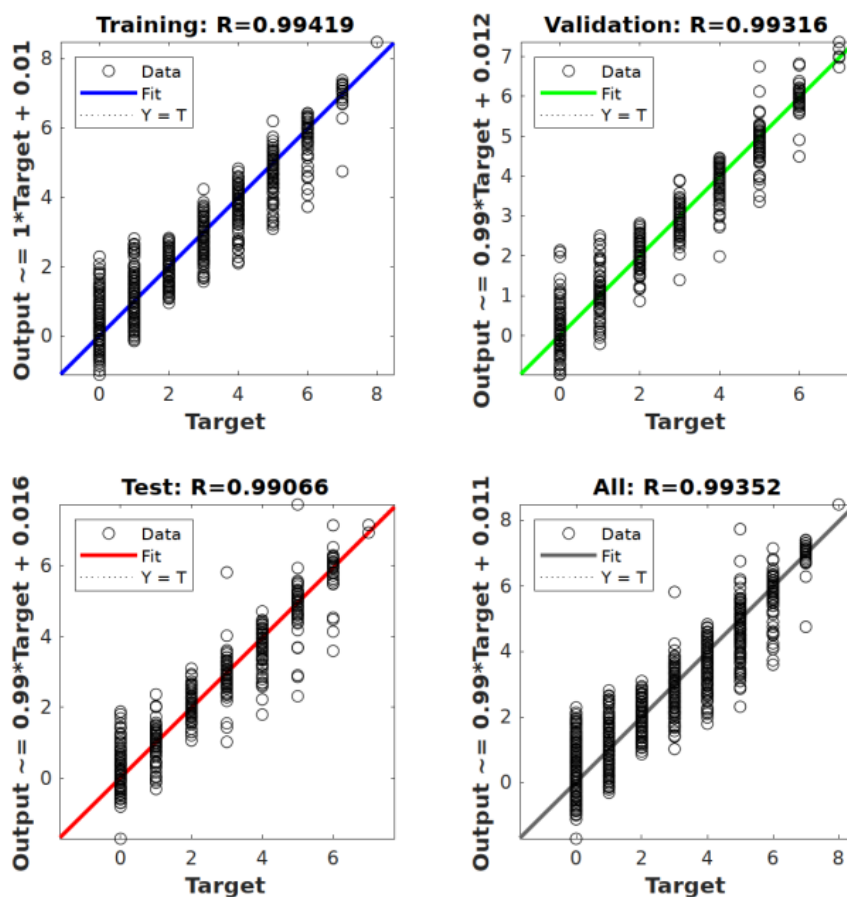 Training: R=0.99419
Output ~= 1*Target + 0.01
8
6
4
2
0
Data
Fit
Y = T
0 2 4 6 8
Target
Validation: R=0.99316
Output ~= 0.99*Target + 0.012
7
6
5
4
3
2
1
0
Data
Fit
Y = T
0 2 4 6
Target
Test: R=0.99066
Output ~= 0.99*Target + 0.016
6
4
2
0
Data
Fit
Y = T
0 2 4 6
Target
All: R=0.99352
Output ~= 0.99*Target + 0.011
8
6
4
2
0
Data
Fit
Y = T
0 2 4 6 8
Target